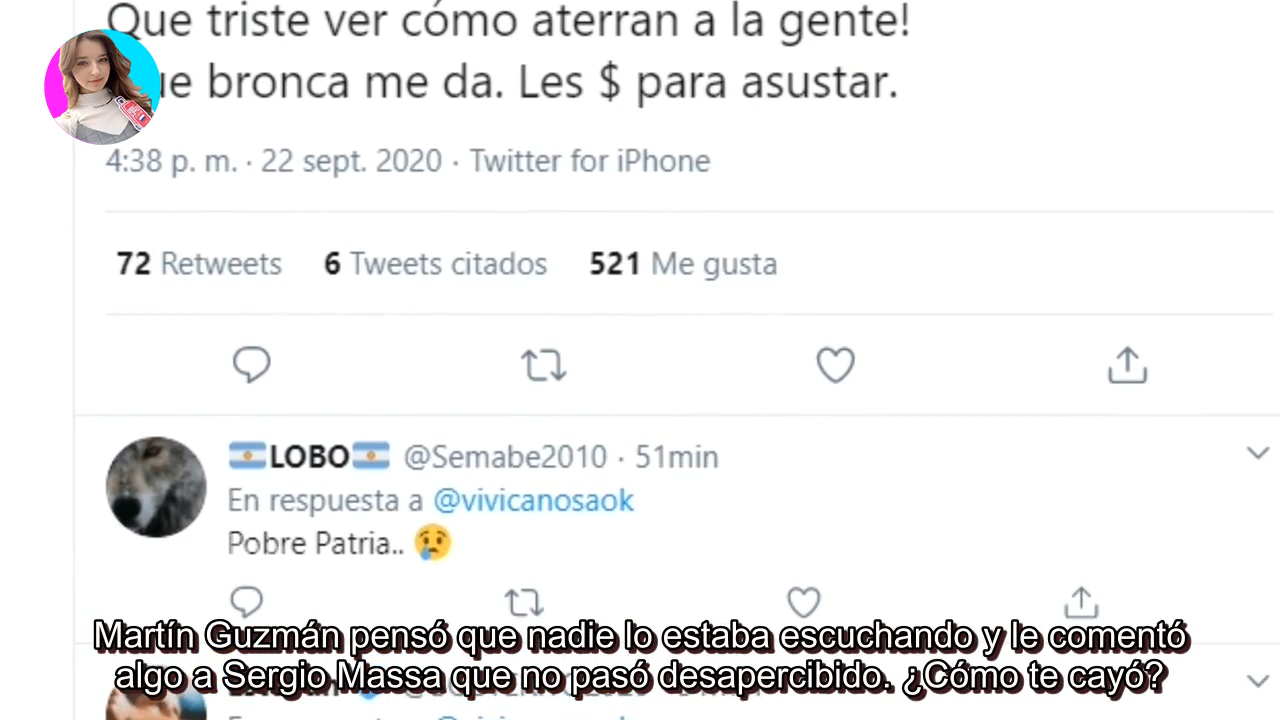 Que triste ver cómo aterran a la gente!
ue bronca me da. Les $ para asustar.
4:38 p. m. · 22 sept. 2020 · Twitter for iPhone
72 Retweets 6 Tweets citados 521 Me gusta
LOBO @Semabe2010 · 51min
En respuesta a @vivicanosaok
Pobre Patria..
Martín Guzmán pensó que nadie lo estaba escuchando y le comentó
algo a Sergio Massa que no pasó desapercibido. ¿Cómo te cayó?